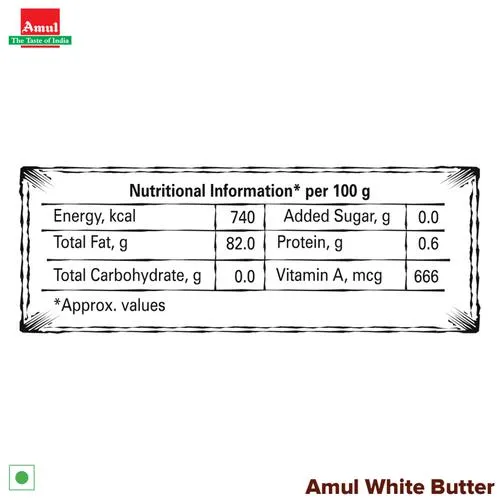 Amul
The Taste of India
Nutritional Information* per 100 g
Energy, kcal 740 Added Sugar, g 0.0
Total Fat, g 82.0 Protein, g 0.6
Total Carbohydrate, g 0.0 Vitamin A, mcg 666
*Approx. values
Amul White Butter